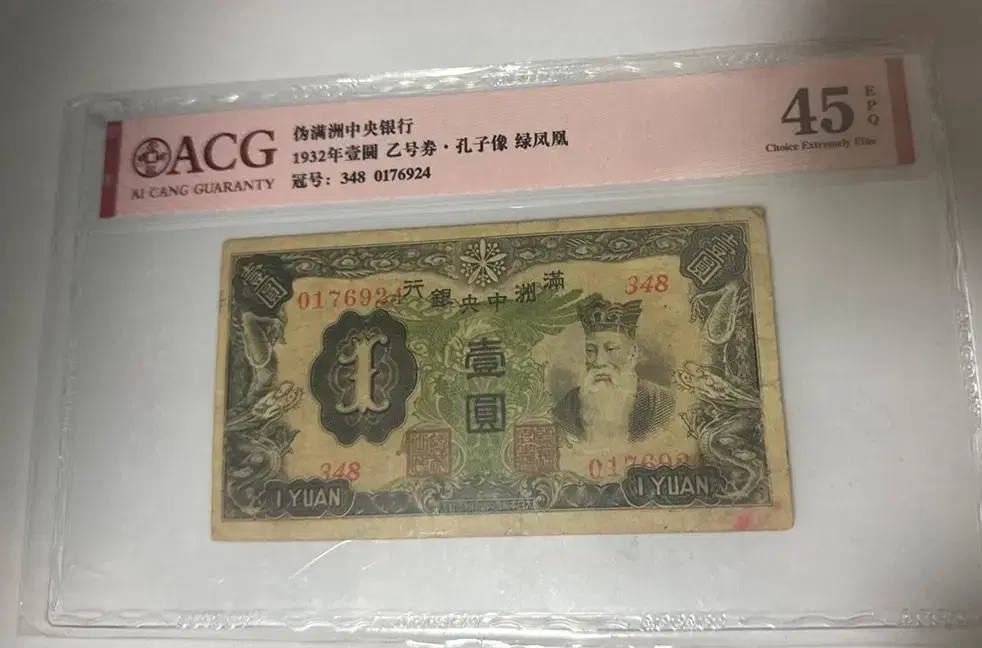 ACG
AI CANG GUARANTY
伪满洲中央银行
1932年壹圆 乙号券·孔子像 绿凤凰
冠号：348 0176924
45
EPQ
Choice Extremely Fine
壹圓
圓壹
0176924
行銀央中洲滿
348
1
壹圓
348
1 YUAN
1 YUAN